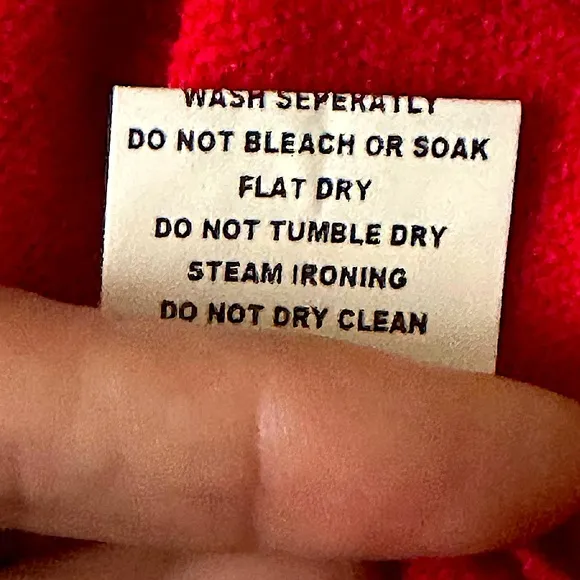 WASH SEPERATLY
DO NOT BLEACH OR SOAK
FLAT DRY
DO NOT TUMBLE DRY
STEAM IRONING
DO NOT DRY CLEAN